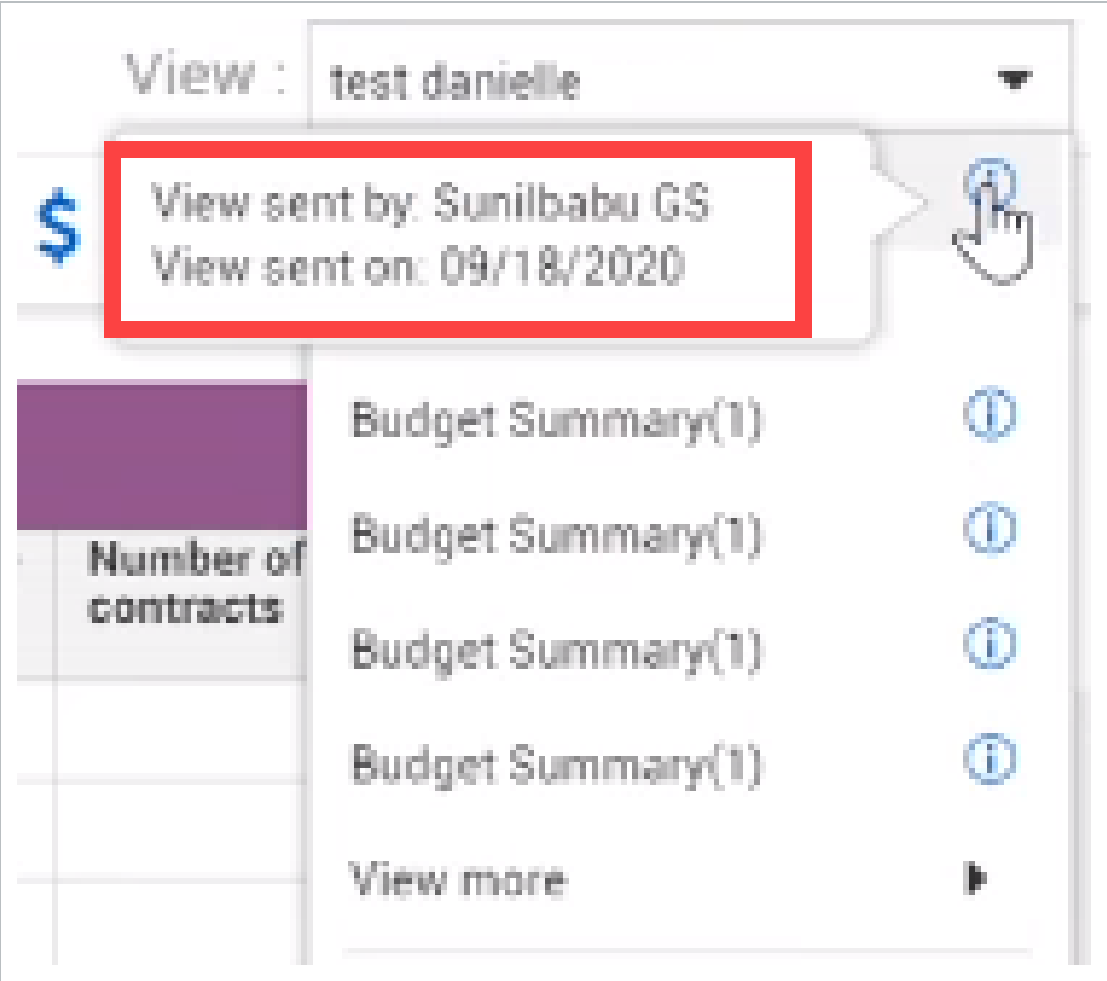 View :
test danielle
$
View sent by: Sunilbabu GS
View sent on: 09/18/2020
Budget Summary(1)
Budget Summary(1)
Number of
contracts
Budget Summary(1)
Budget Summary(1)
View more